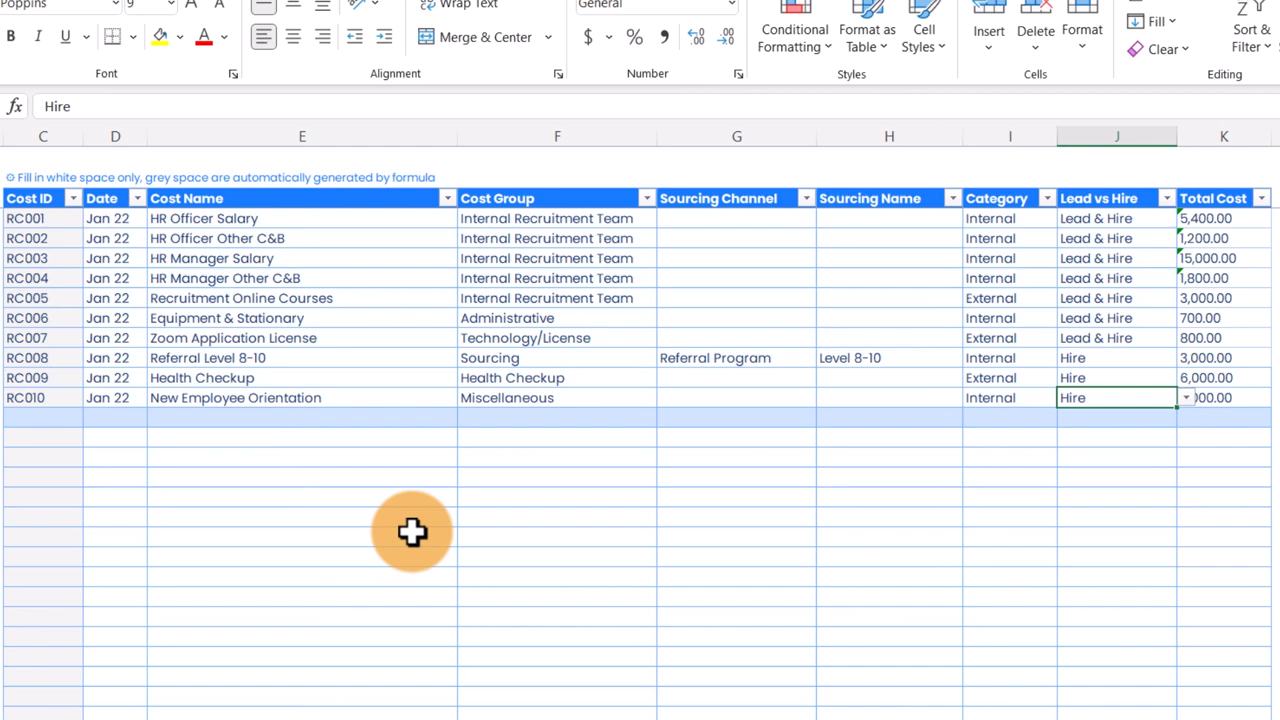 Poppins 9 Wrap Text General
B I U A Merge & Center $ % Conditional Formatting Format as Table Cell Styles Insert Delete Format Fill Clear Sort & Filter
Font Alignment Number Styles Cells Editing
fx Hire
C D E F G H I J K
Fill in white space only, grey space are automatically generated by formula
Cost ID Date Cost Name Cost Group Sourcing Channel Sourcing Name Category Lead vs Hire Total Cost
RC001 Jan 22 HR Officer Salary Internal Recruitment Team Internal Lead & Hire 5,400.00
RC002 Jan 22 HR Officer Other C&B Internal Recruitment Team Internal Lead & Hire 1,200.00
RC003 Jan 22 HR Manager Salary Internal Recruitment Team Internal Lead & Hire 15,000.00
RC004 Jan 22 HR Manager Other C&B Internal Recruitment Team Internal Lead & Hire 1,800.00
RC005 Jan 22 Recruitment Online Courses Internal Recruitment Team External Lead & Hire 3,000.00
RC006 Jan 22 Equipment & Stationary Administrative Internal Lead & Hire 700.00
RC007 Jan 22 Zoom Application License Technology/License External Lead & Hire 800.00
RC008 Jan 22 Referral Level 8-10 Sourcing Referral Program Level 8-10 Internal Hire 3,000.00
RC009 Jan 22 Health Checkup Health Checkup External Hire 6,000.00
RC010 Jan 22 New Employee Orientation Miscellaneous Internal Hire